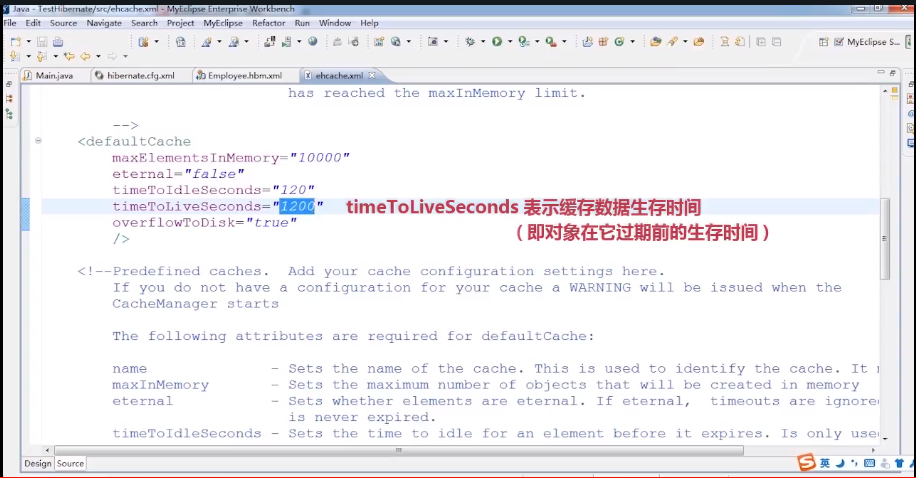 Java - TestHibernate/src/ehcache.xml - MyEclipse Enterprise Workbench
File Edit Source Navigate Search Project MyEclipse Refactor Run Window Help
MyEclipse S...
Main.java hibernate.cfg.xml Employee.hbm.xml ehcache.xml
has reached the maxInMemory limit.
-->
<defaultCache
maxElementsInMemory="10000"
eternal="false"
timeToIdleSeconds="120"
timeToLiveSeconds="1200"
timeToLiveSeconds 表示缓存数据生存时间
overflowToDisk="true"
（即对象在它过期前的生存时间）
/>
<!--Predefined caches. Add your cache configuration settings here.
If you do not have a configuration for your cache a WARNING will be issued when the
CacheManager starts
The following attributes are required for defaultCache:
name - Sets the name of the cache. This is used to identify the cache. It m
maxInMemory - Sets the maximum number of objects that will be created in memory
eternal - Sets whether elements are eternal. If eternal, timeouts are ignored
is never expired.
timeToIdleSeconds - Sets the time to idle for an element before it expires. Is only used
Design Source
英